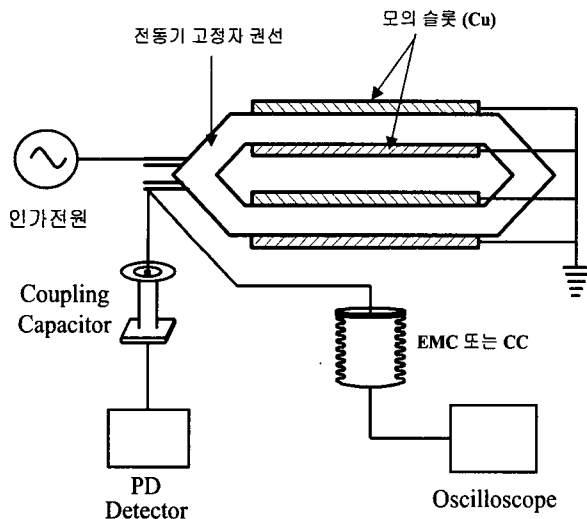 모의 슬롯 (Cu)
전동기 고정자 권선
인가전원
Coupling
Capacitor
EMC 또는 CC
PD
Detector
Oscilloscope